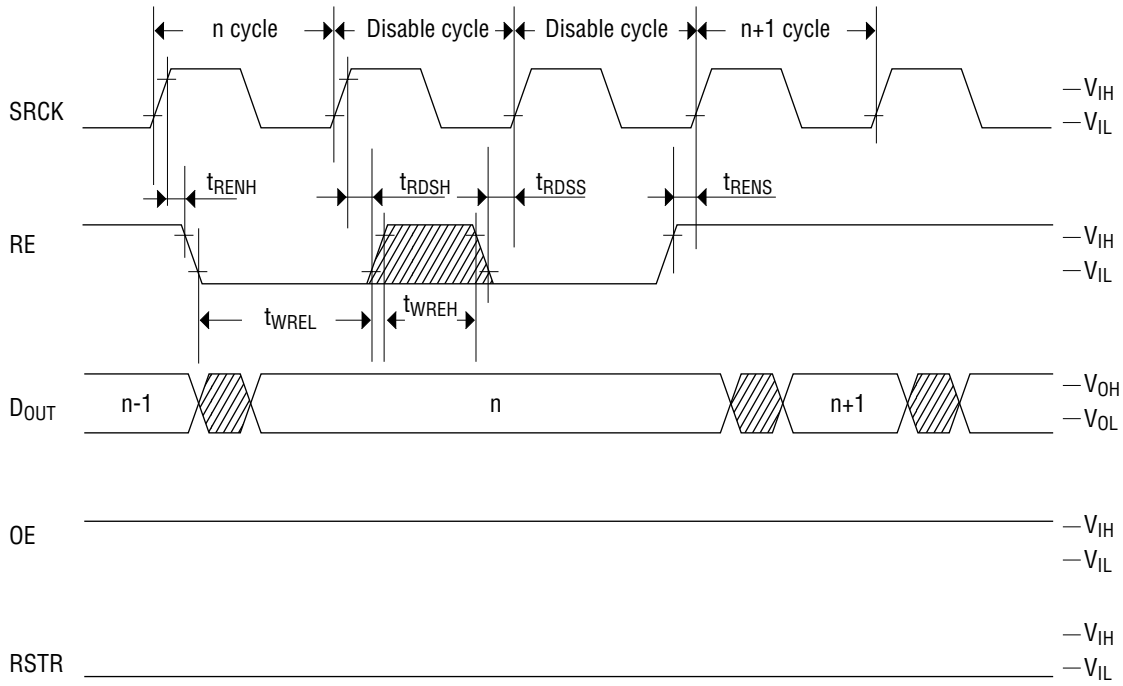 n cycle Disable cycle Disable cycle n+1 cycle
SRCK
VIH
VIL
tRENH tRDSH tRDSS tRENS
RE
VIH
VIL
tWREL tWREH
DOUT
n-1 n n+1
VOH
VOL
OE
VIH
VIL
RSTR
VIH
VIL